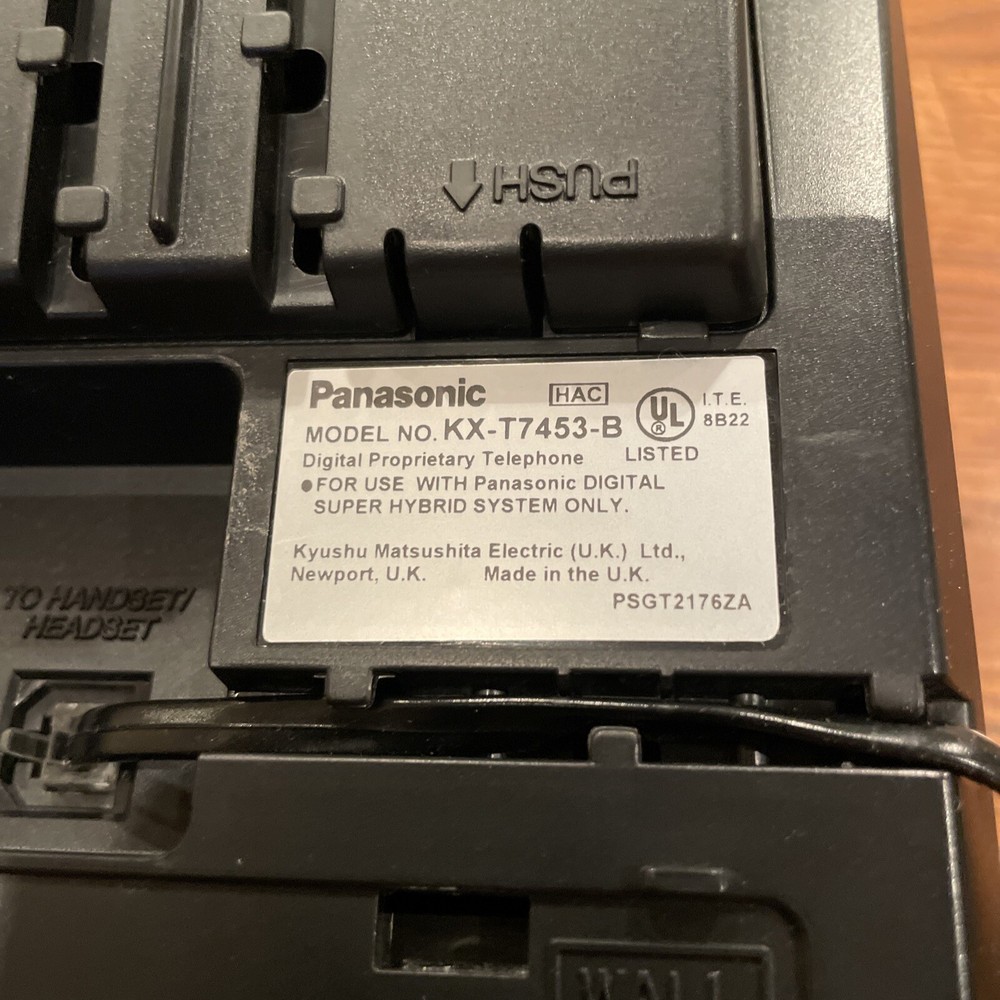 PUSH
Panasonic HAC
UL ® I.T.E.
8B22
MODEL NO. KX-T7453-B
LISTED
Digital Proprietary Telephone
●FOR USE WITH Panasonic DIGITAL
SUPER HYBRID SYSTEM ONLY.
Kyushu Matsushita Electric (U.K.) Ltd.,
Newport, U.K. Made in the U.K.
PSGT2176ZA
TO HANDSET/
HEADSET